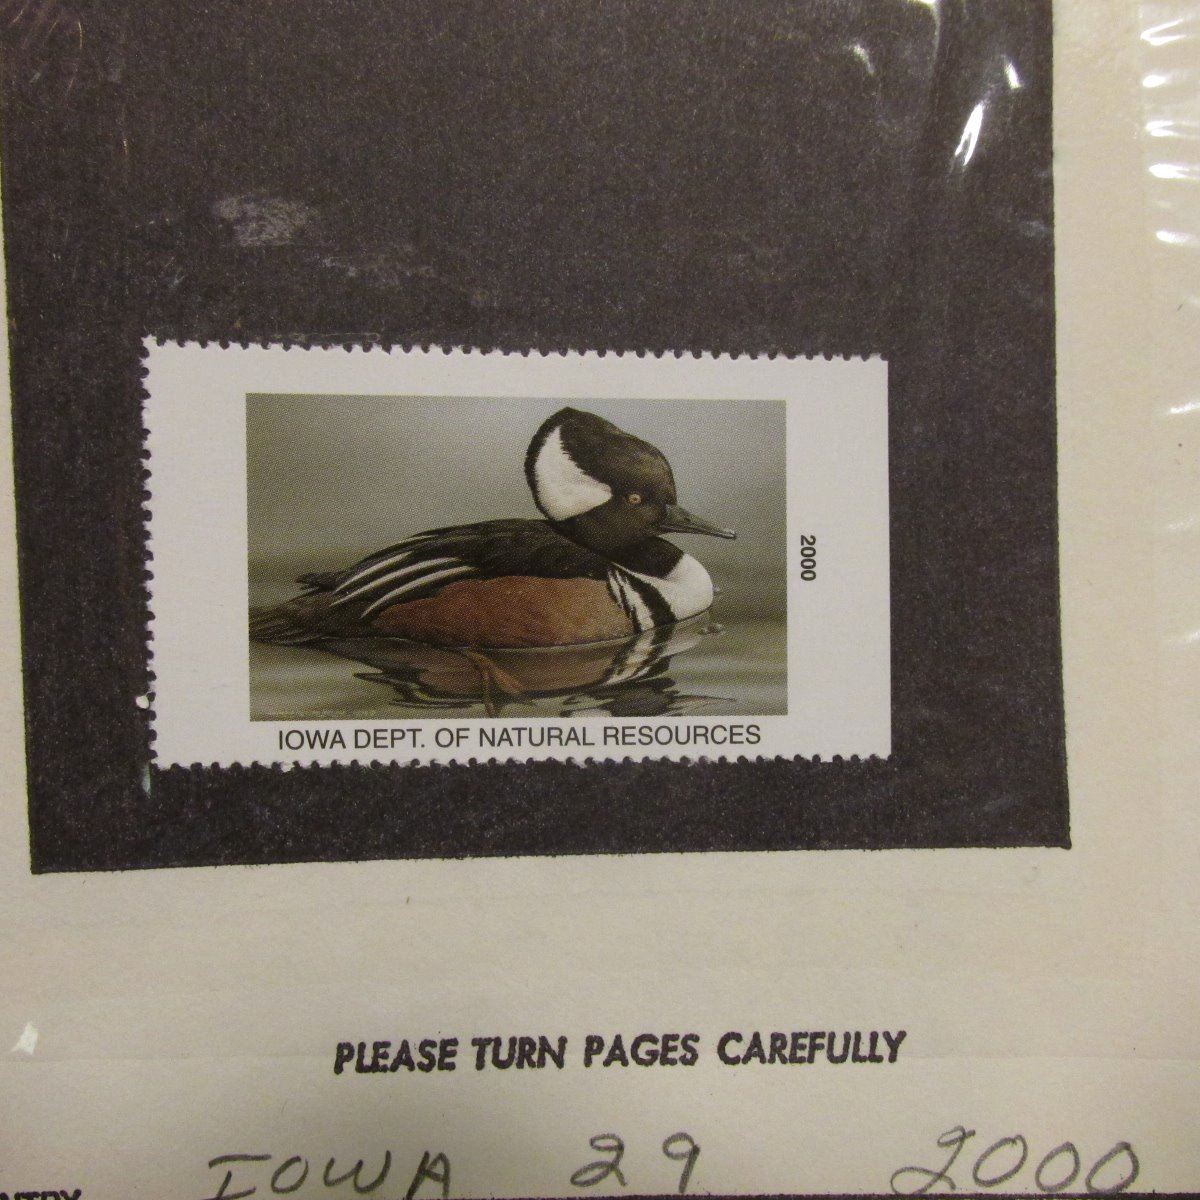 2000
IOWA DEPT. OF NATURAL RESOURCES
PLEASE TURN PAGES CAREFULLY
IOWA 29 2000